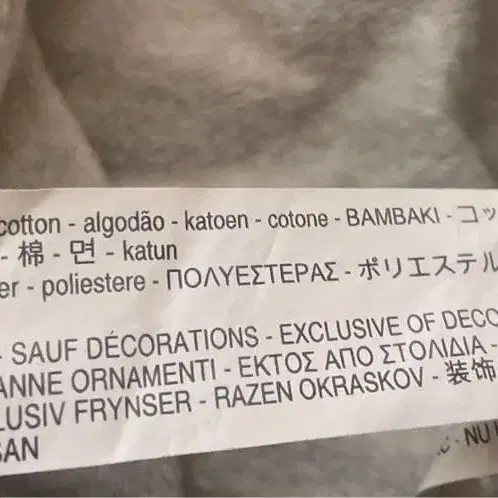 cotton - algodão - katoen - cotone - BAMBAKI - コッ
- 棉 - 면 - katun
er - poliestere - ΠΟΛΥΕΣΤΕΡΑΣ - ポリエステル
- SAUF DÉCORATIONS - EXCLUSIVE OF DECO
ANNE ORNAMENTI - ΕΚΤΟΣ ΑΠΟ ΣΤΟΛΙΔΙΑ -
LUSIV FRYNSER - RAZEN OKRASKOV - 装饰
SAN
- NU